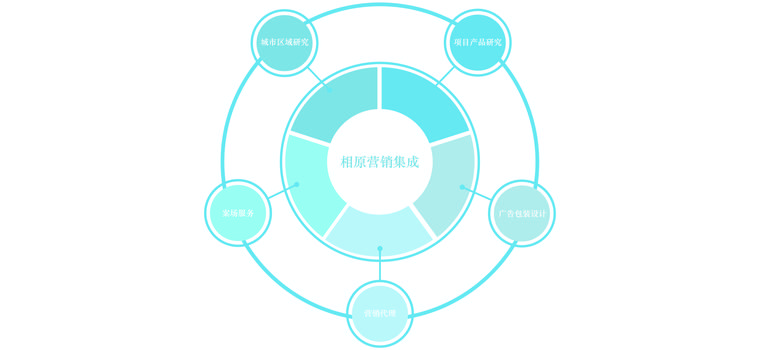 城市区域研究
项目产品研究
相原营销集成
案场服务
广告包装设计
营销代理